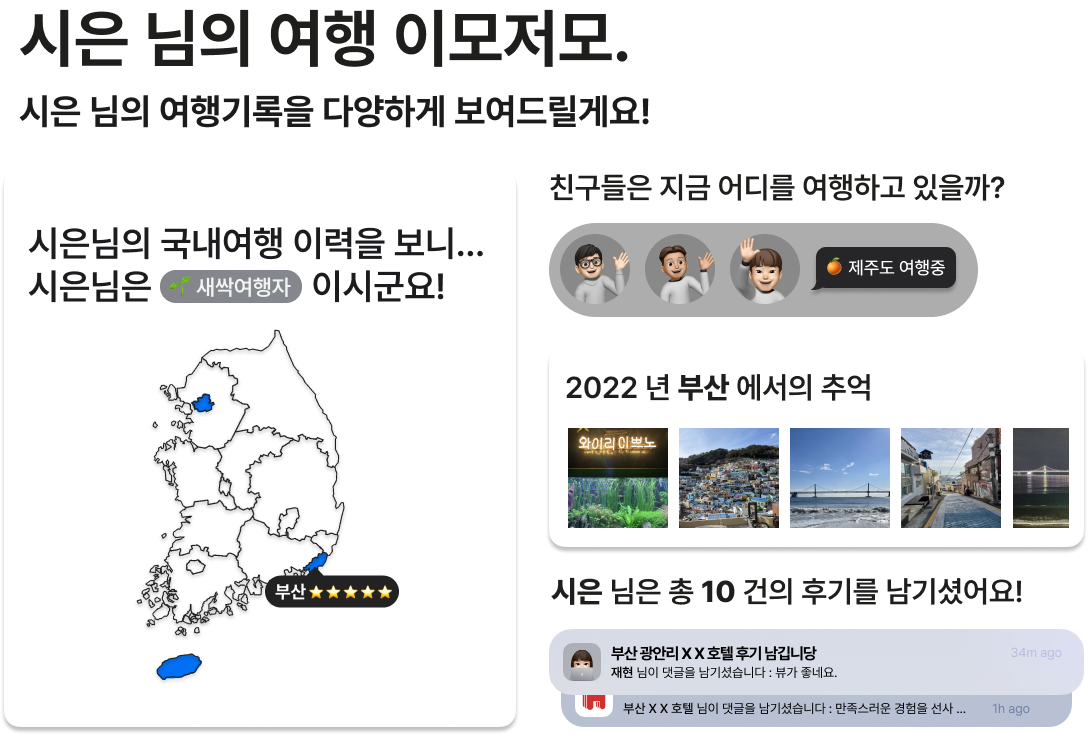 시은 님의 여행 이모저모.
시은 님의 여행기록을 다양하게 보여드릴게요!
시은님의 국내여행 이력을 보니...
시은님은 새싹여행자 이시군요!
부산
친구들은 지금 어디를 여행하고 있을까?
제주도 여행중
2022 년 부산 에서의 추억
와이리 이쁘노
시은 님은 총 10 건의 후기를 남기셨어요!
부산 광안리 X X 호텔 후기 남깁니당
34m ago
재현 님이 댓글을 남기셨습니다 : 뷰가 좋네요.
부산 X X 호텔 님이 댓글을 남기셨습니다 : 만족스러운 경험을 선사 ...
1h ago